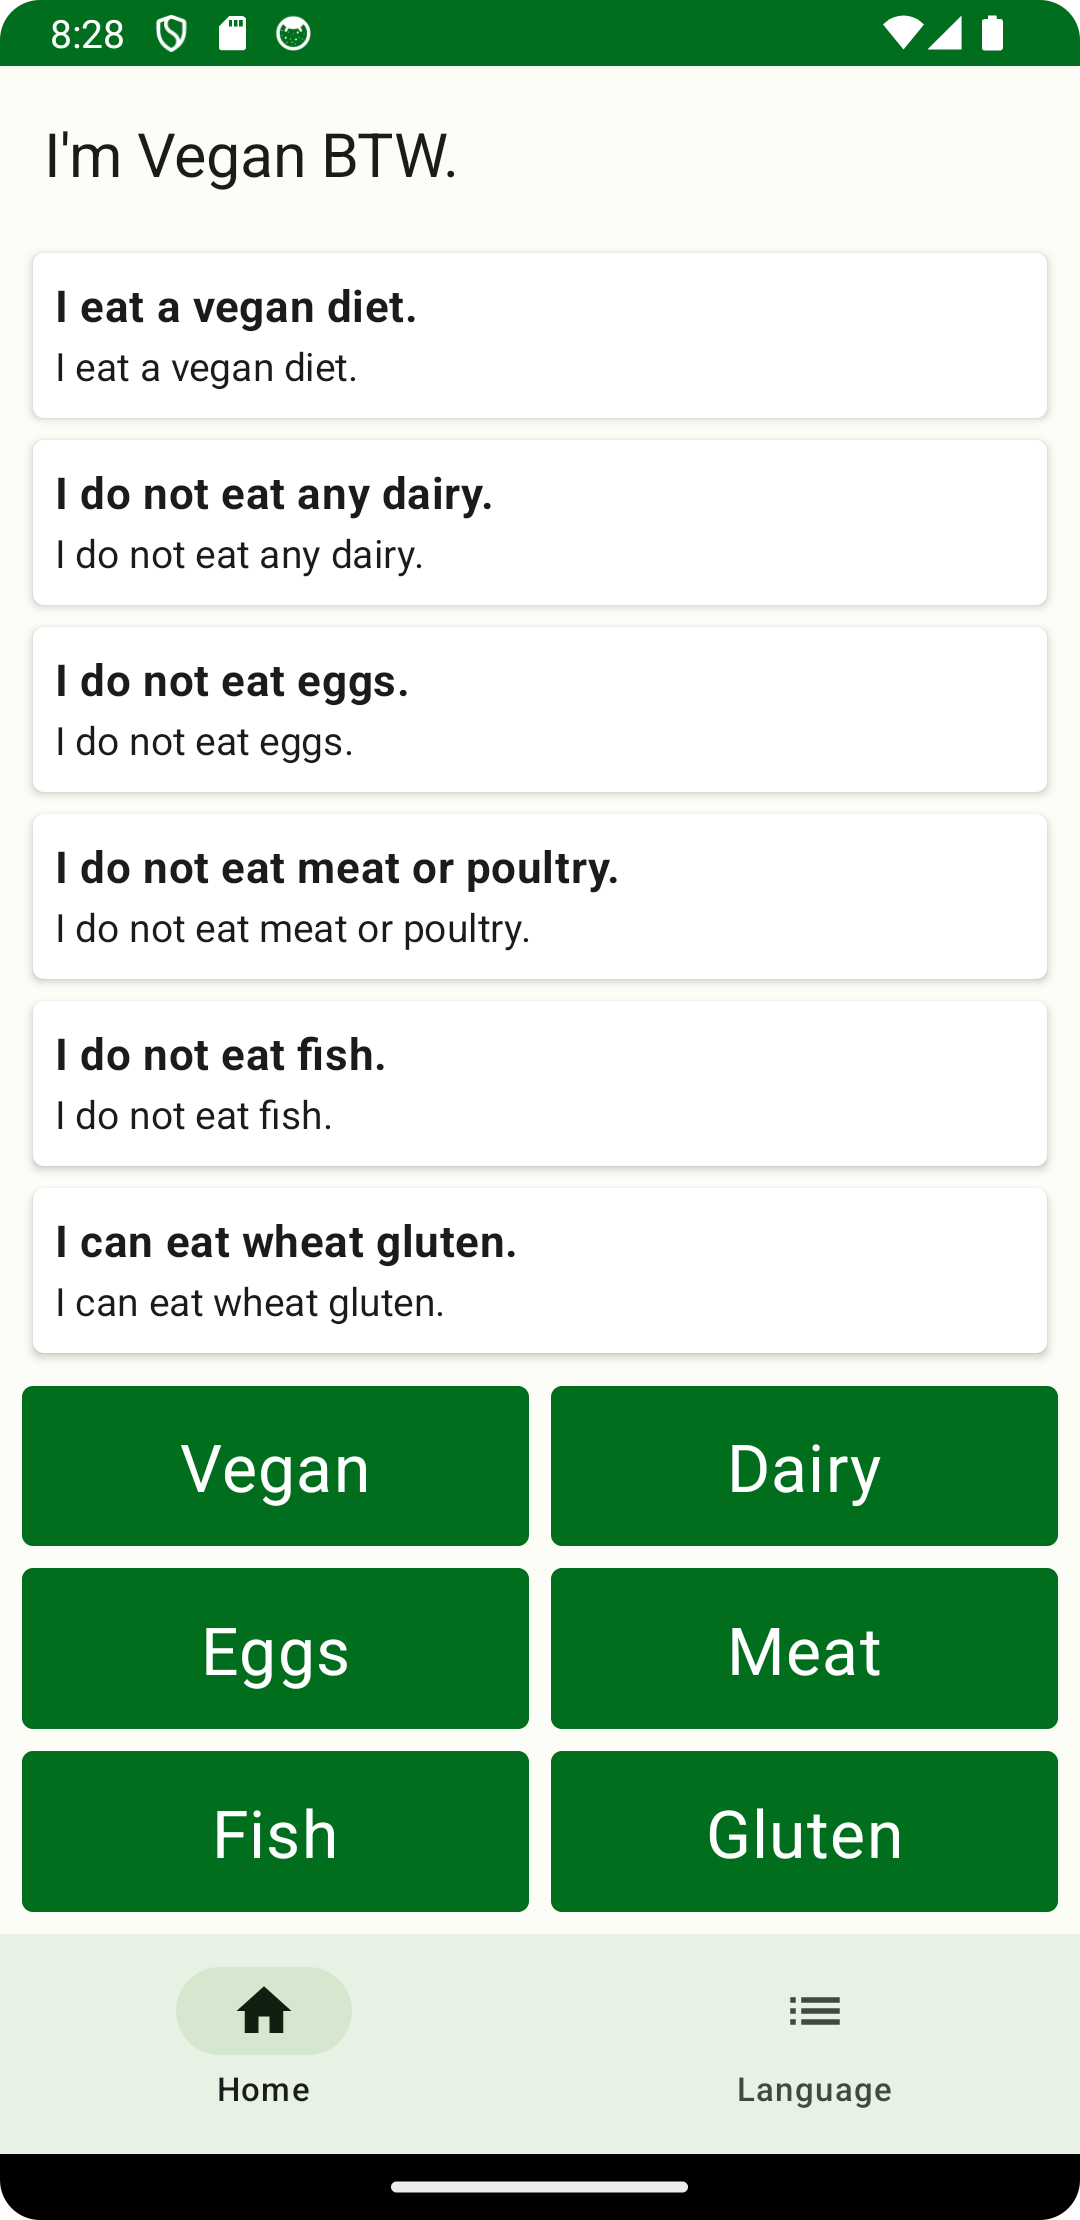 8:28
I'm Vegan BTW.
I eat a vegan diet.
I eat a vegan diet.
I do not eat any dairy.
I do not eat any dairy.
I do not eat eggs.
I do not eat eggs.
I do not eat meat or poultry.
I do not eat meat or poultry.
I do not eat fish.
I do not eat fish.
I can eat wheat gluten.
I can eat wheat gluten.
Vegan
Dairy
Eggs
Meat
Fish
Gluten
Home
Language